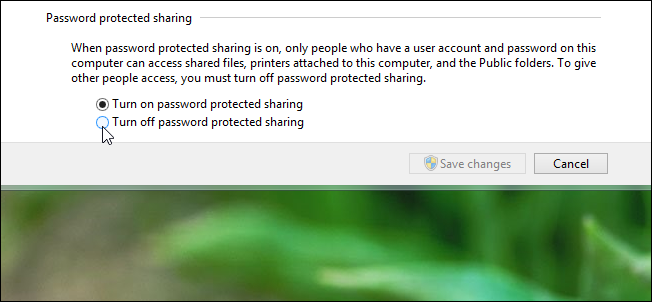 Password protected sharing
When password protected sharing is on, only people who have a user account and password on this
computer can access shared files, printers attached to this computer, and the Public folders. To give
other people access, you must turn off password protected sharing.
Turn on password protected sharing
Turn off password protected sharing
Save changes
Cancel